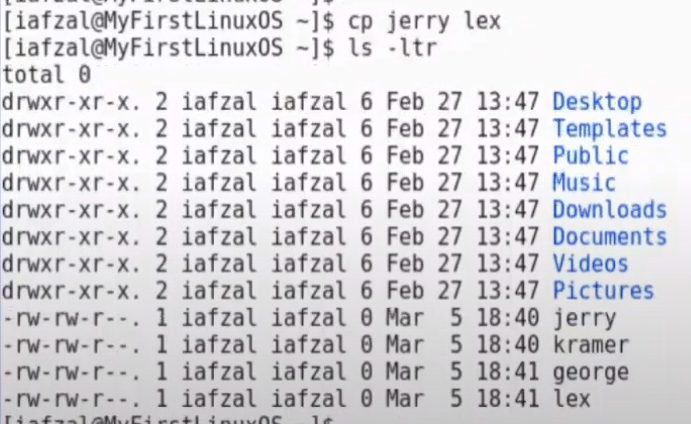 [iafzal@MyFirstLinuxOS ~]$ cp jerry lex
[iafzal@MyFirstLinuxOS ~]$ ls -ltr
total 0
drwxr-xr-x. 2 iafzal iafzal 6 Feb 27 13:47 Desktop
drwxr-xr-x. 2 iafzal iafzal 6 Feb 27 13:47 Templates
drwxr-xr-x. 2 iafzal iafzal 6 Feb 27 13:47 Public
drwxr-xr-x. 2 iafzal iafzal 6 Feb 27 13:47 Music
drwxr-xr-x. 2 iafzal iafzal 6 Feb 27 13:47 Downloads
drwxr-xr-x. 2 iafzal iafzal 6 Feb 27 13:47 Documents
drwxr-xr-x. 2 iafzal iafzal 6 Feb 27 13:47 Videos
drwxr-xr-x. 2 iafzal iafzal 6 Feb 27 13:47 Pictures
-rw-rw-r--. 1 iafzal iafzal 0 Mar  5 18:40 jerry
-rw-rw-r--. 1 iafzal iafzal 0 Mar  5 18:40 kramer
-rw-rw-r--. 1 iafzal iafzal 0 Mar  5 18:41 george
-rw-rw-r--. 1 iafzal iafzal 0 Mar  5 18:41 lex
[iafzal@MyFirstLinuxOS ~]$